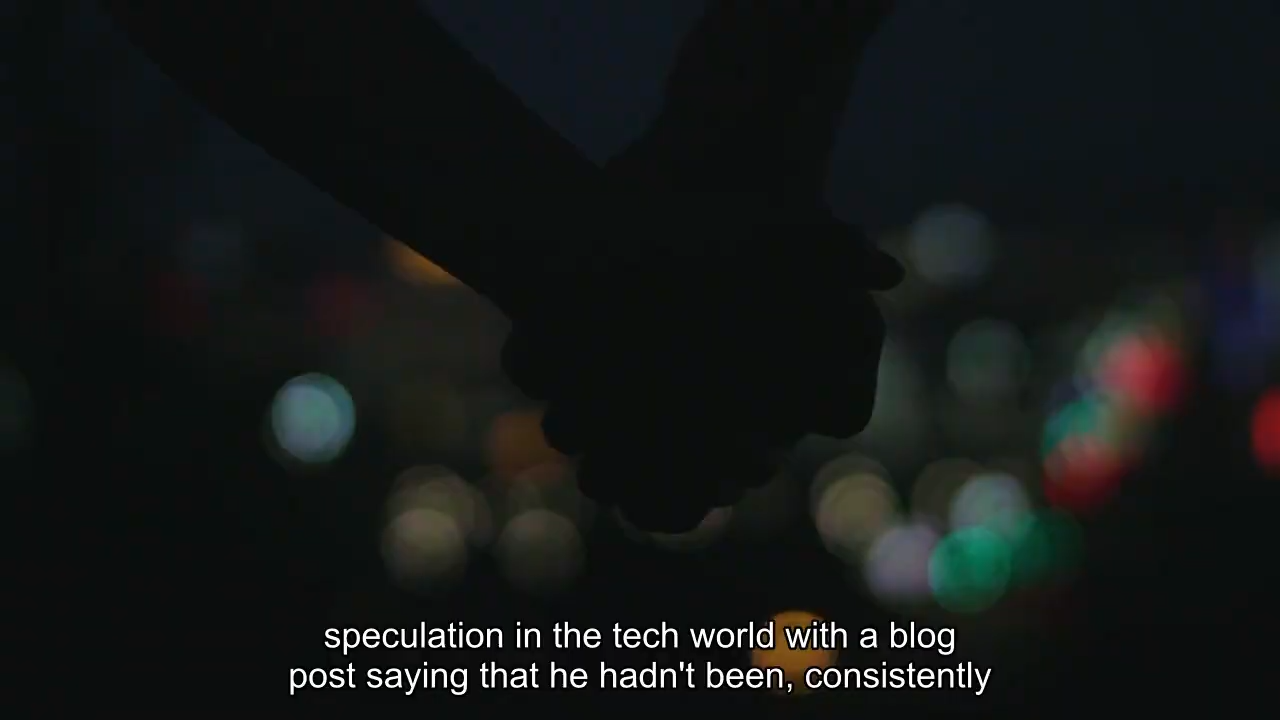 speculation in the tech world with a blog
post saying that he hadn't been, consistently